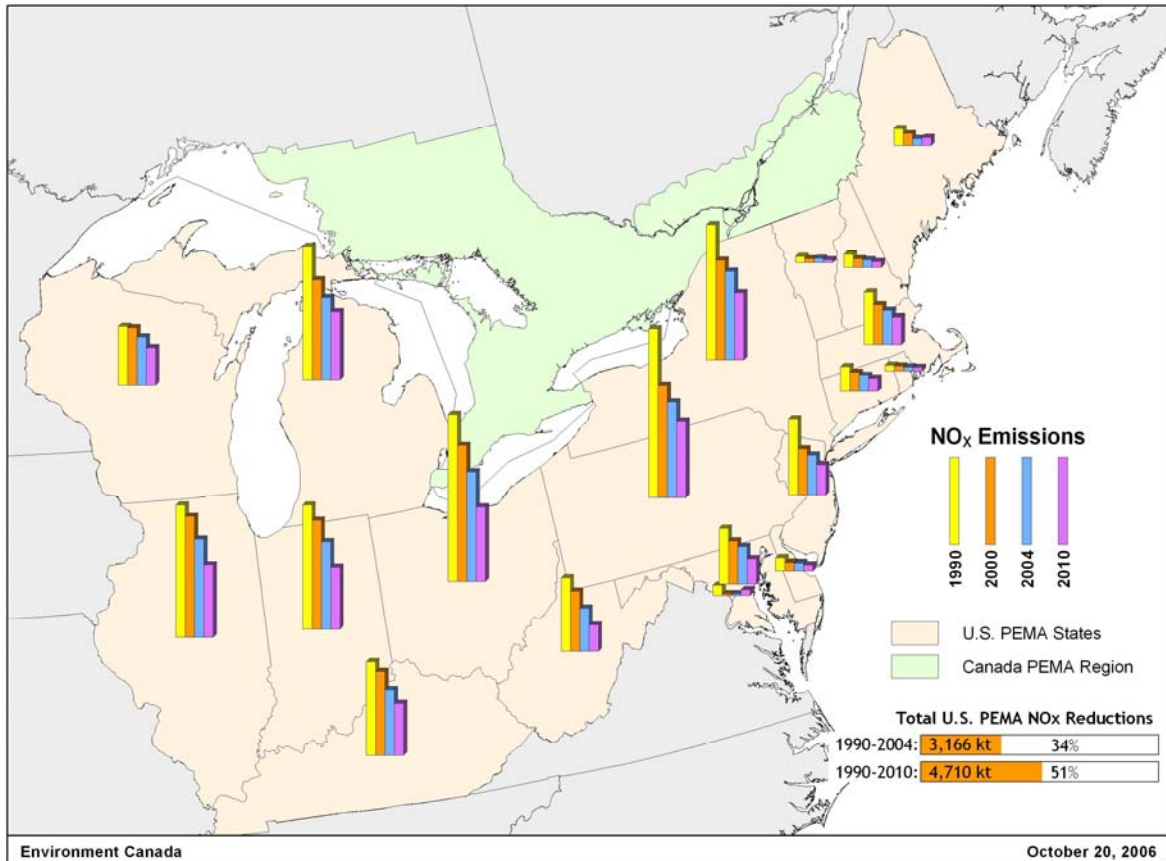 NOX Emissions
1990
2000
2004
2010
U.S. PEMA States
Canada PEMA Region
Total U.S. PEMA NOx Reductions
1990-2004: 3,166 kt 34%
1990-2010: 4,710 kt 51%
Environment Canada
October 20, 2006